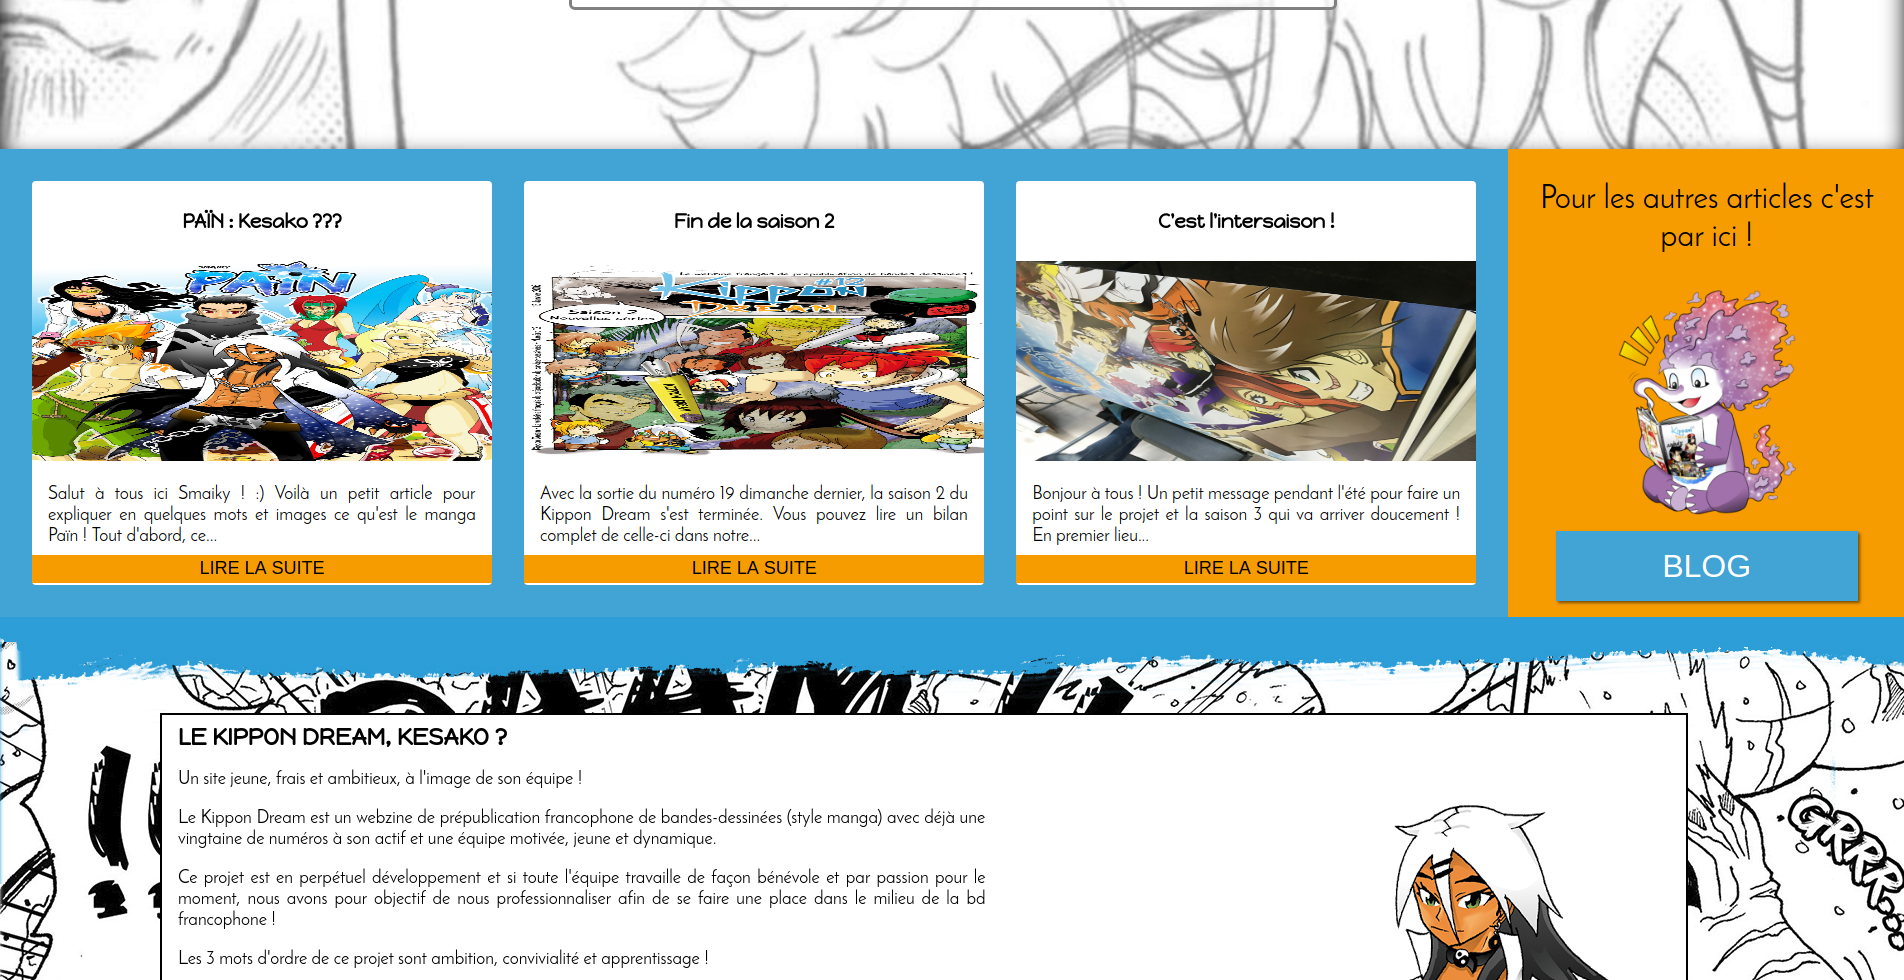 PAÏN : Kesako ???
PAÏN
Salut à tous ici Smaiky ! :) Voilà un petit article pour
expliquer en quelques mots et images ce qu'est le manga
Païn ! Tout d'abord, ce...
LIRE LA SUITE
Fin de la saison 2
Kippon
Dream
Avec la sortie du numéro 19 dimanche dernier, la saison 2 du
Kippon Dream s'est terminée. Vous pouvez lire un bilan
complet de celle-ci dans notre...
LIRE LA SUITE
C'est l'intersaison !
Bonjour à tous ! Un petit message pendant l'été pour faire un
point sur le projet et la saison 3 qui va arriver doucement !
En premier lieu...
LIRE LA SUITE
Pour les autres articles c'est
par ici !
BLOG
LE KIPPON DREAM, KESAKO ?
Un site jeune, frais et ambitieux, à l'image de son équipe !
Le Kippon Dream est un webzine de prépublication francophone de bandes-dessinées (style manga) avec déjà une
vingtaine de numéros à son actif et une équipe motivée, jeune et dynamique.
Ce projet est en perpétuel développement et si toute l'équipe travaille de façon bénévole et par passion pour le
moment, nous avons pour objectif de nous professionnaliser afin de se faire une place dans le milieu de la bd
francophone !
Les 3 mots d'ordre de ce projet sont ambition, convivialité et apprentissage !
GRRR...